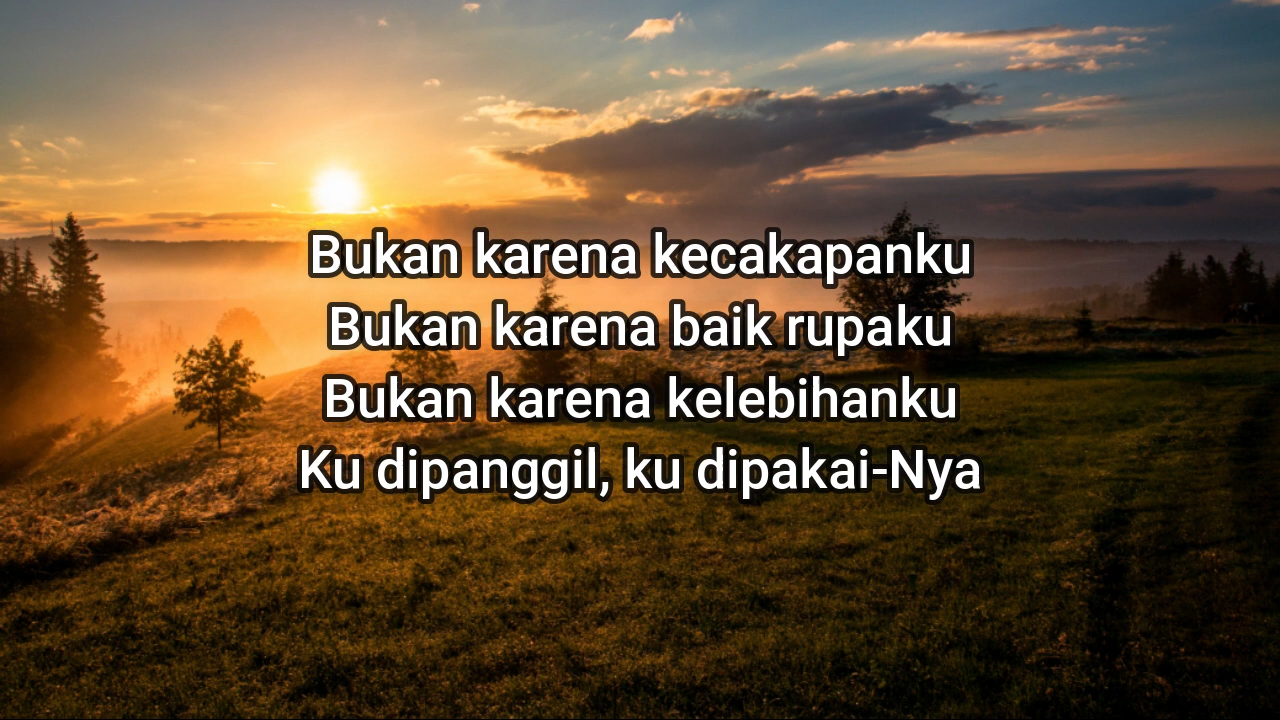 Bukan karena kecakapanku
Bukan karena baik rupaku
Bukan karena kelebihanku
Ku dipanggil, ku dipakai-Nya